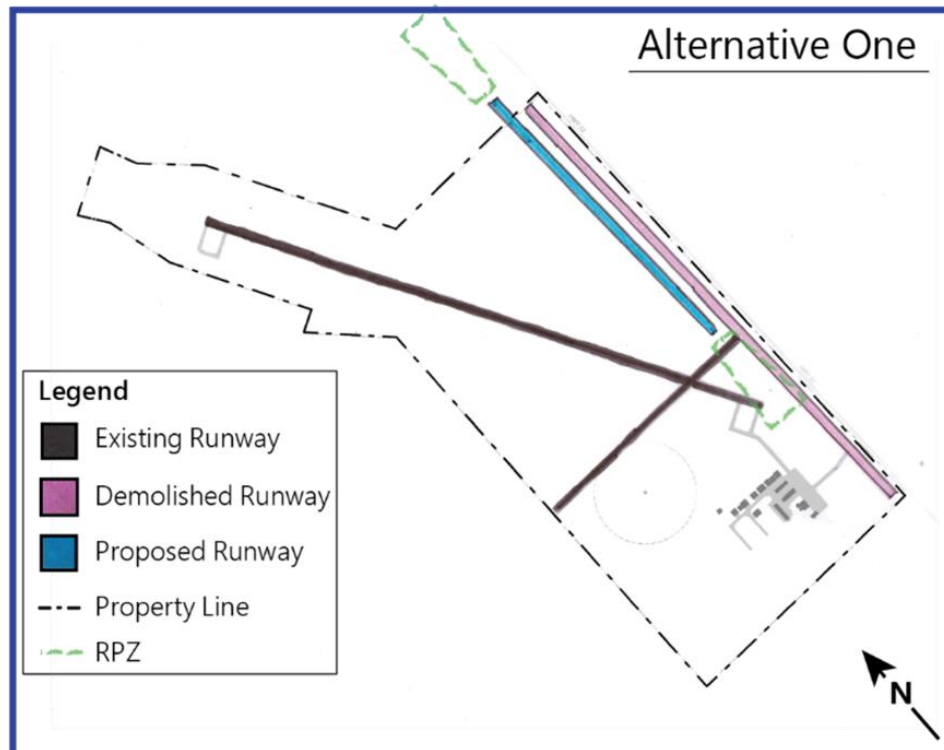 Alternative One
Legend
Existing Runway
Demolished Runway
Proposed Runway
Property Line
RPZ
N